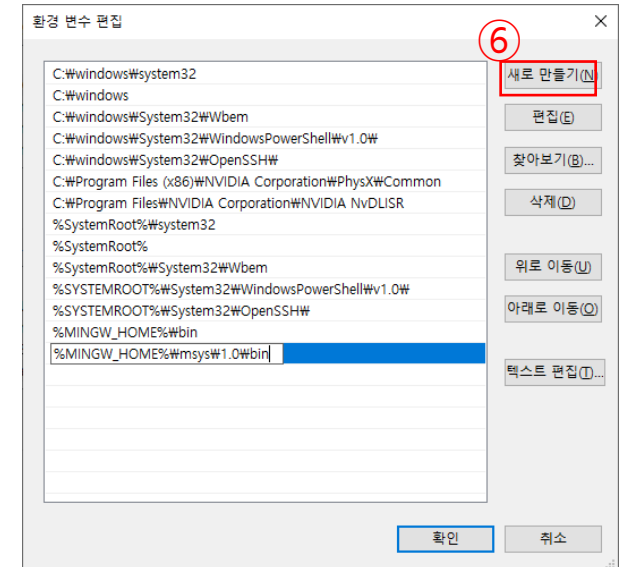 환경 변수 편집
⑥
C:₩windows₩system32
새로 만들기(N)
C:₩windows
C:₩windows₩System32₩Wbem
편집(E)
C:₩windows₩System32₩WindowsPowerShell₩v1.0₩
C:₩windows₩System32₩OpenSSH₩
찾아보기(B)...
C:₩Program Files (x86)₩NVIDIA Corporation₩PhysX₩Common
C:₩Program Files₩NVIDIA Corporation₩NVIDIA NvDLISR
삭제(D)
%SystemRoot%₩system32
%SystemRoot%
%SystemRoot%₩System32₩Wbem
위로 이동(U)
%SYSTEMROOT%₩System32₩WindowsPowerShell₩v1.0₩
%SYSTEMROOT%₩System32₩OpenSSH₩
아래로 이동(O)
%MINGW_HOME%₩bin
%MINGW_HOME%₩msys₩1.0₩bin
텍스트 편집(T)...
확인
취소